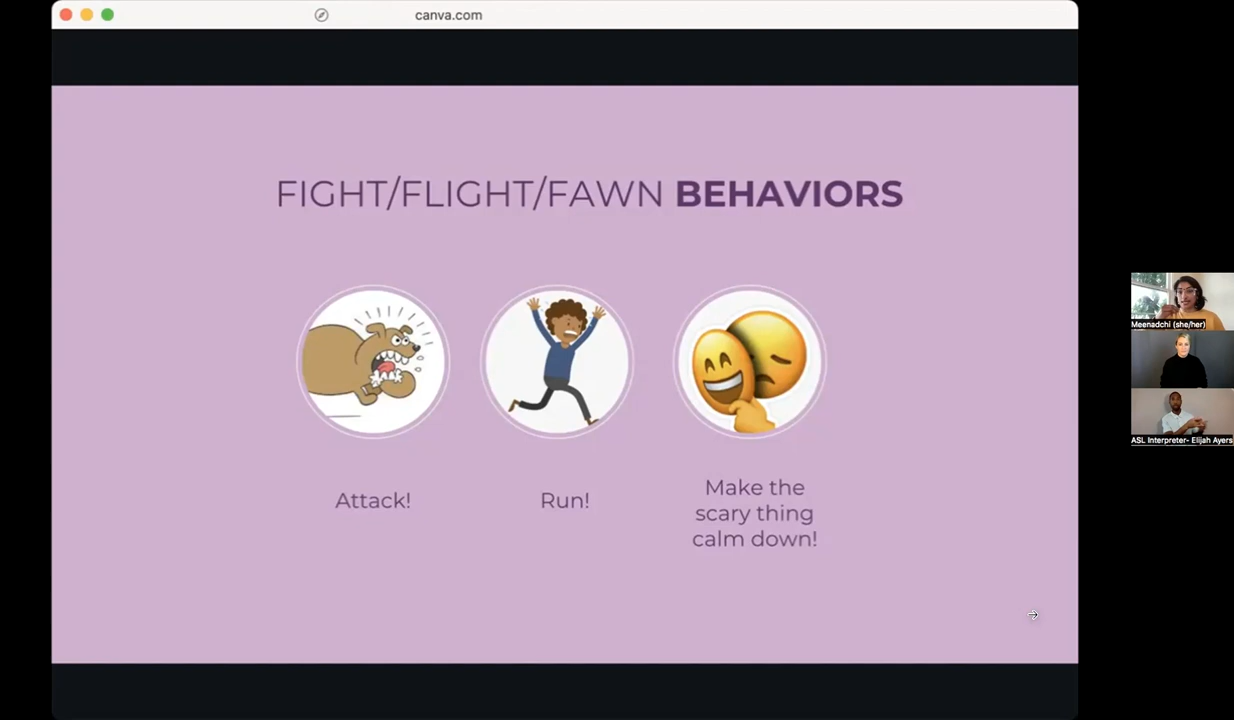 canva.com
FIGHT/FLIGHT/FAWN BEHAVIORS
Attack!
Run!
Make the
scary thing
calm down!
Meenadchi (she/her)
ASL Interpreter- Elijah Ayers